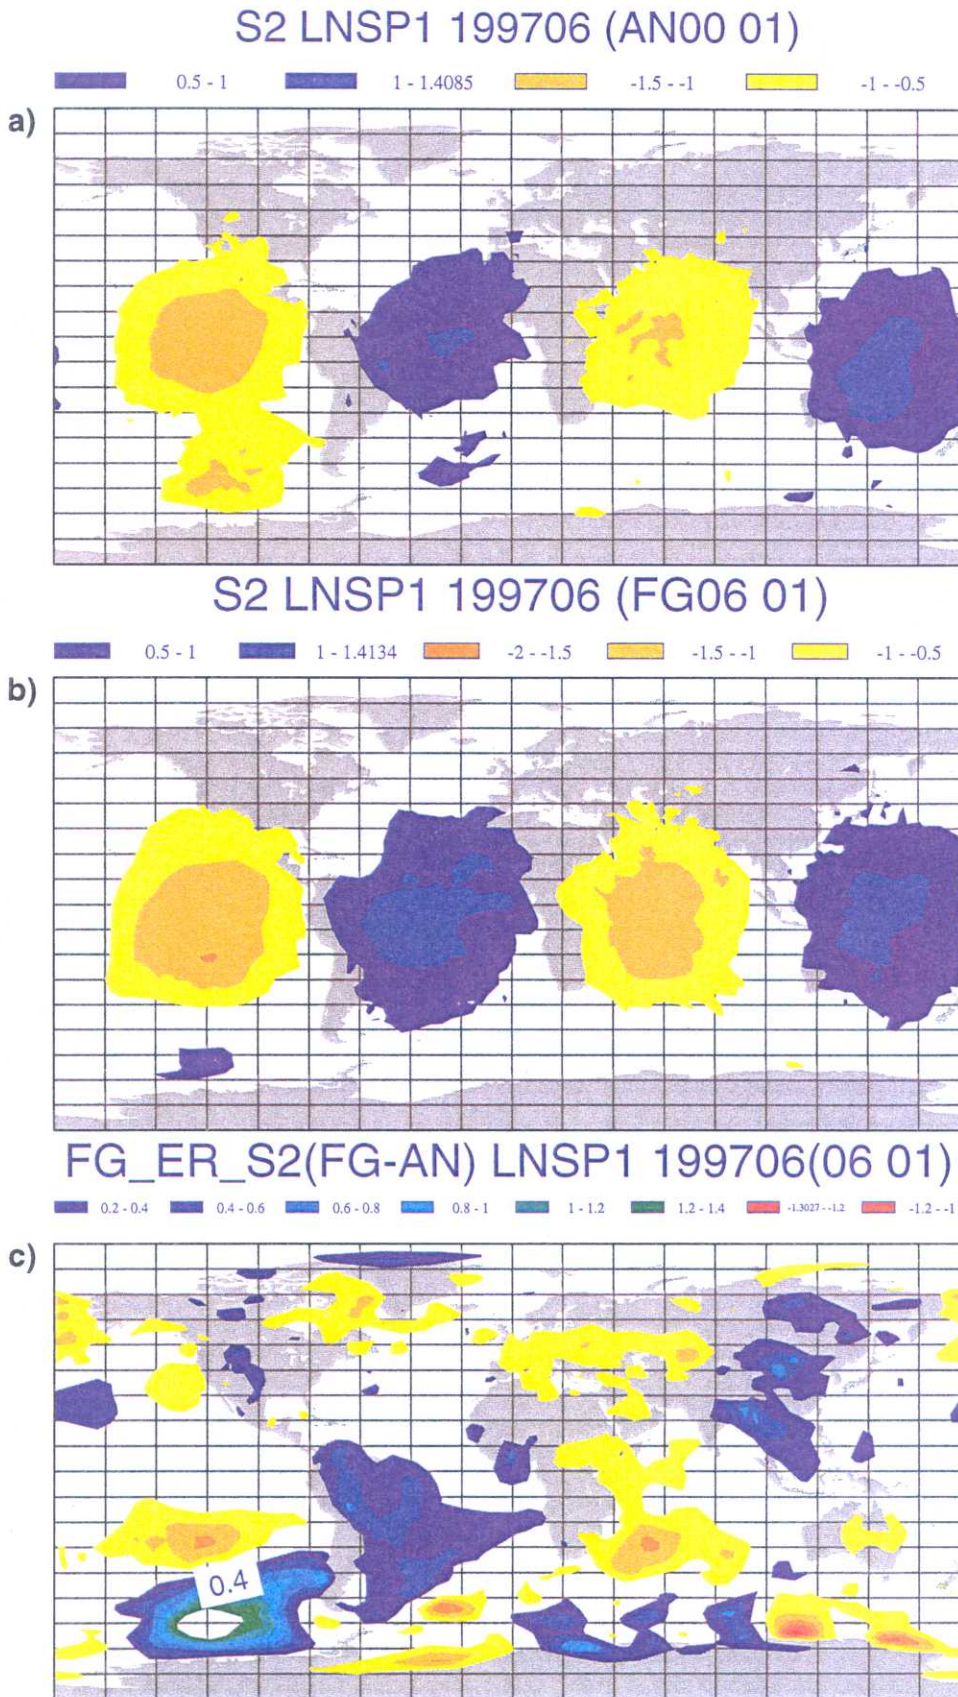 S2 LNSP1 199706 (AN00 01)
0.5 - 1 1 - 1.4085 -1.5 - -1 -1 - -0.5
a)
S2 LNSP1 199706 (FG06 01)
0.5 - 1 1 - 1.4134 -2 - -1.5 -1.5 - -1 -1 - -0.5
b)
FG_ER_S2(FG-AN) LNSP1 199706(06 01)
0.2 - 0.4 0.4 - 0.6 0.6 - 0.8 0.8 - 1 1 - 1.2 1.2 - 1.4 -1.3027 - -1.2 -1.2 - -1
c)
0.4